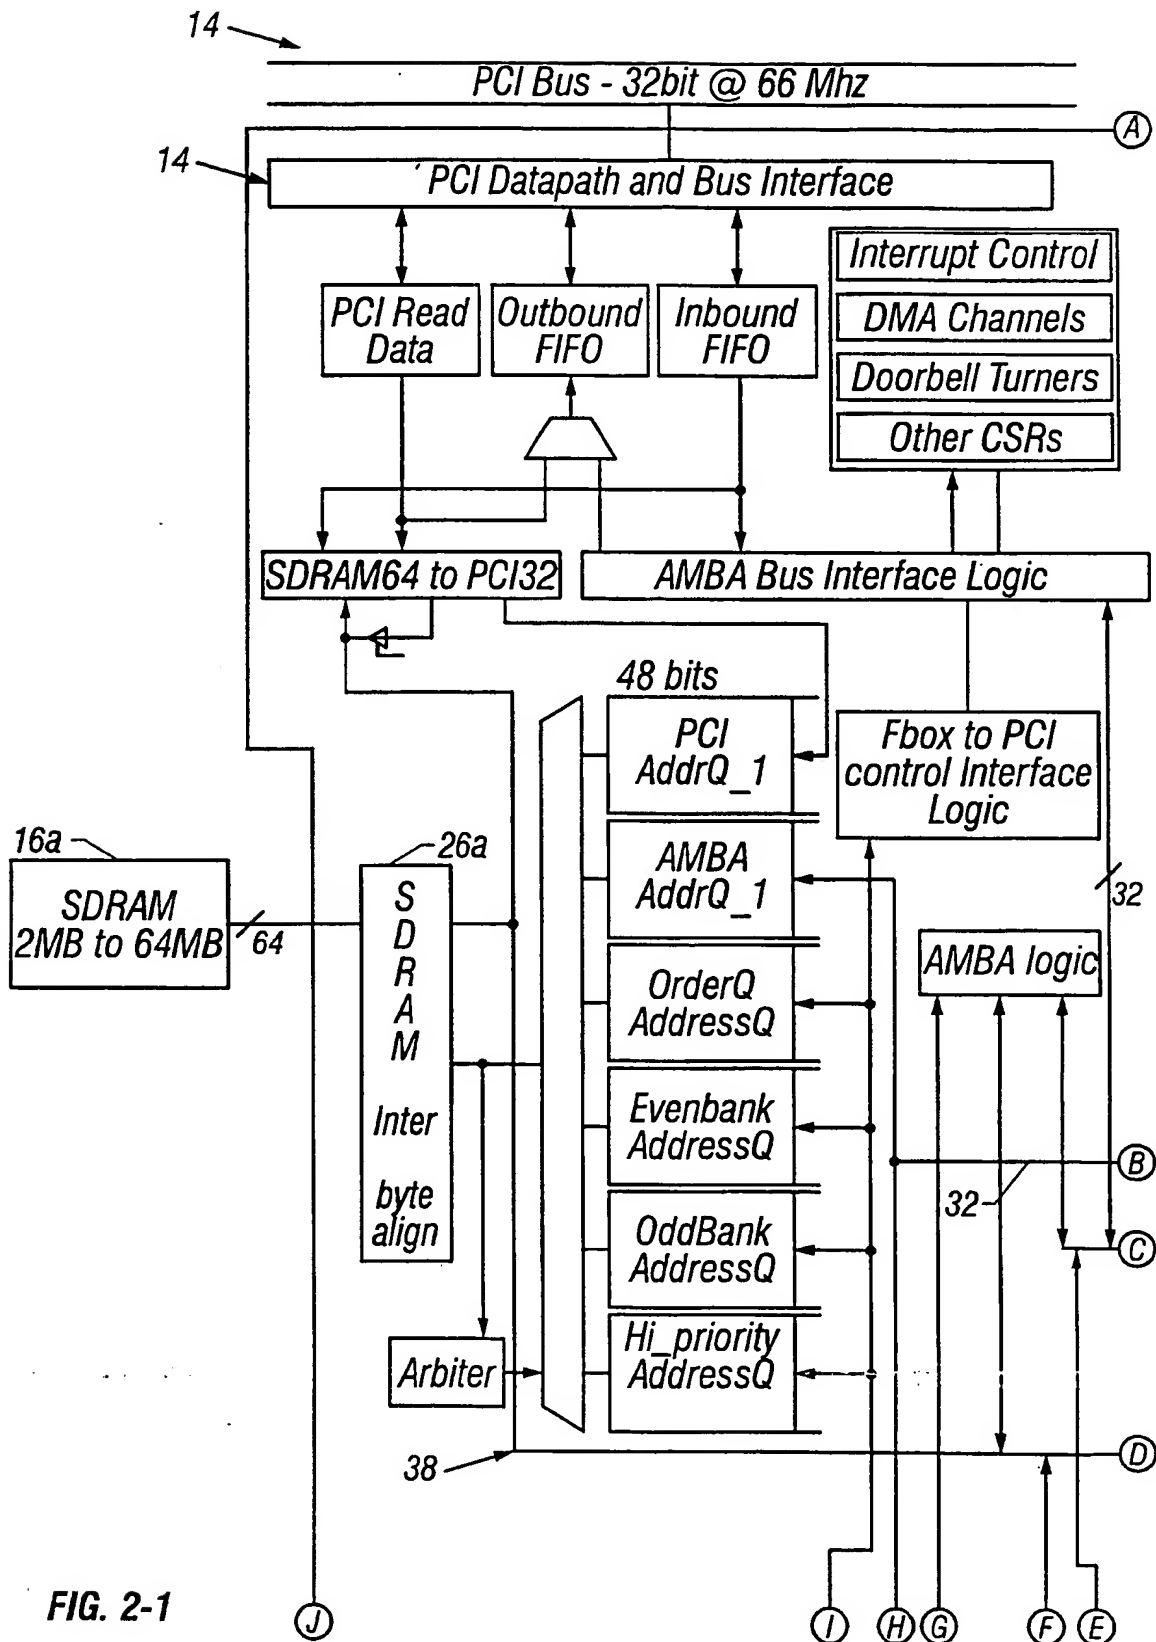 14
PCI Bus - 32bit @ 66 Mhz
A
14
PCI Datapath and Bus Interface
Interrupt Control
DMA Channels
Doorbell Turners
Other CSRs
PCI Read
Data
Outbound
FIFO
Inbound
FIFO
SDRAM64 to PCI32
AMBA Bus Interface Logic
48 bits
PCI
AddrQ_1
Fbox to PCI
control Interface
Logic
16a
SDRAM
2MB to 64MB
64
26a
SDRAM
Inter
byte
align
AMBA
AddrQ_1
32
AMBA logic
OrderQ
AddressQ
Evenbank
AddressQ
B
32
OddBank
AddressQ
C
Arbiter
Hi_priority
AddressQ
38
D
FIG. 2-1
J
I
H
G
F
E